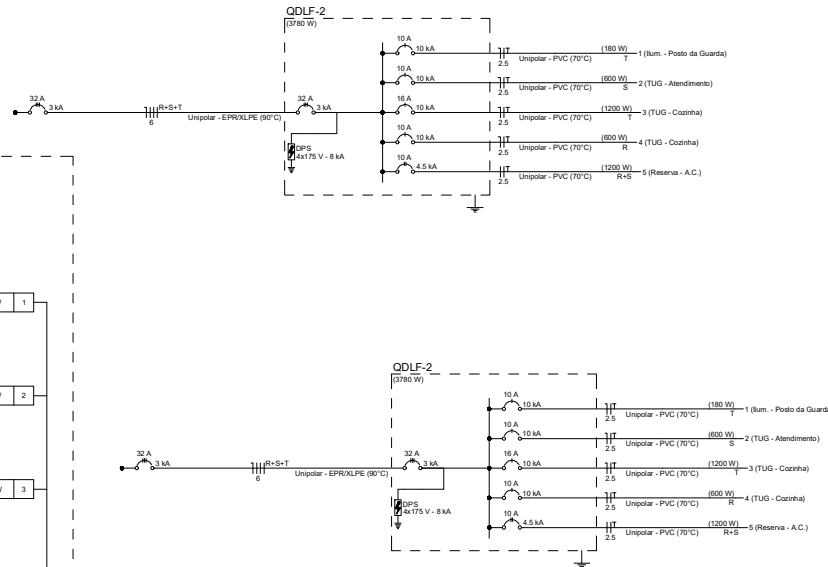 QDLF-2
(3780 W)
32 A
3 kA
R+S+T
6
Unipolar - EPR/XLPE (90°C)
32 A
3 kA
DPS
4x175 V - 8 kA
10 A
10 kA
2.5
Unipolar - PVC (70°C)
(180 W)
T
1 (Ilum. - Posto da Guarda)
10 A
10 kA
2.5
Unipolar - PVC (70°C)
(600 W)
S
2 (TUG - Atendimento)
16 A
10 kA
2.5
Unipolar - PVC (70°C)
(1200 W)
T
3 (TUG - Cozinha)
10 A
10 kA
2.5
Unipolar - PVC (70°C)
(600 W)
R
4 (TUG - Cozinha)
10 A
4.5 kA
2.5
Unipolar - PVC (70°C)
(1200 W)
R+S
5 (Reserva - A.C.)
1
2
3
QDLF-2
(3780 W)
32 A
3 kA
R+S+T
6
Unipolar - EPR/XLPE (90°C)
32 A
3 kA
DPS
4x175 V - 8 kA
10 A
10 kA
2.5
Unipolar - PVC (70°C)
(180 W)
T
1 (Ilum. - Posto da Guarda
10 A
10 kA
2.5
Unipolar - PVC (70°C)
(600 W)
S
2 (TUG - Atendimento)
16 A
10 kA
2.5
Unipolar - PVC (70°C)
(1200 W)
T
3 (TUG - Cozinha)
10 A
10 kA
2.5
Unipolar - PVC (70°C)
(600 W)
R
4 (TUG - Cozinha)
10 A
4.5 kA
2.5
Unipolar - PVC (70°C)
(1200 W)
R+S
5 (Reserva - A.C.)